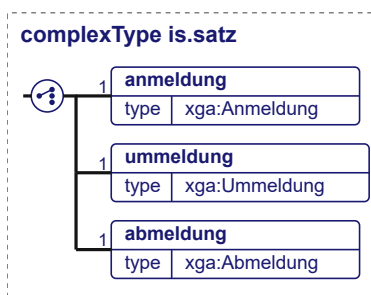 complexType is.satz
1
anmeldung
type xga:Anmeldung
1
ummeldung
type xga:Ummeldung
1
abmeldung
type xga:Abmeldung